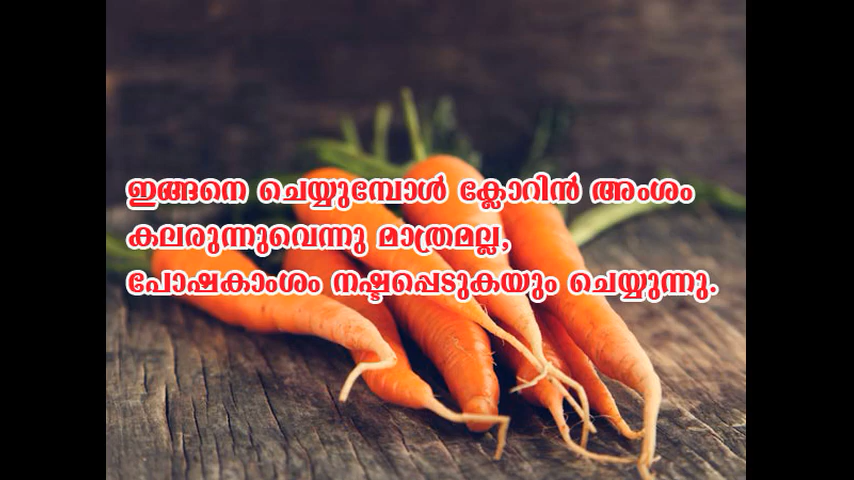 ഇങ്ങനെ ചെയ്യുമ്പോൾ ക്ലോറിൻ അംശം
കലരുന്നുവെന്നു മാത്രമല്ല,
പോഷകാംശം നഷ്ടപ്പെടുകയും ചെയ്യുന്നു.